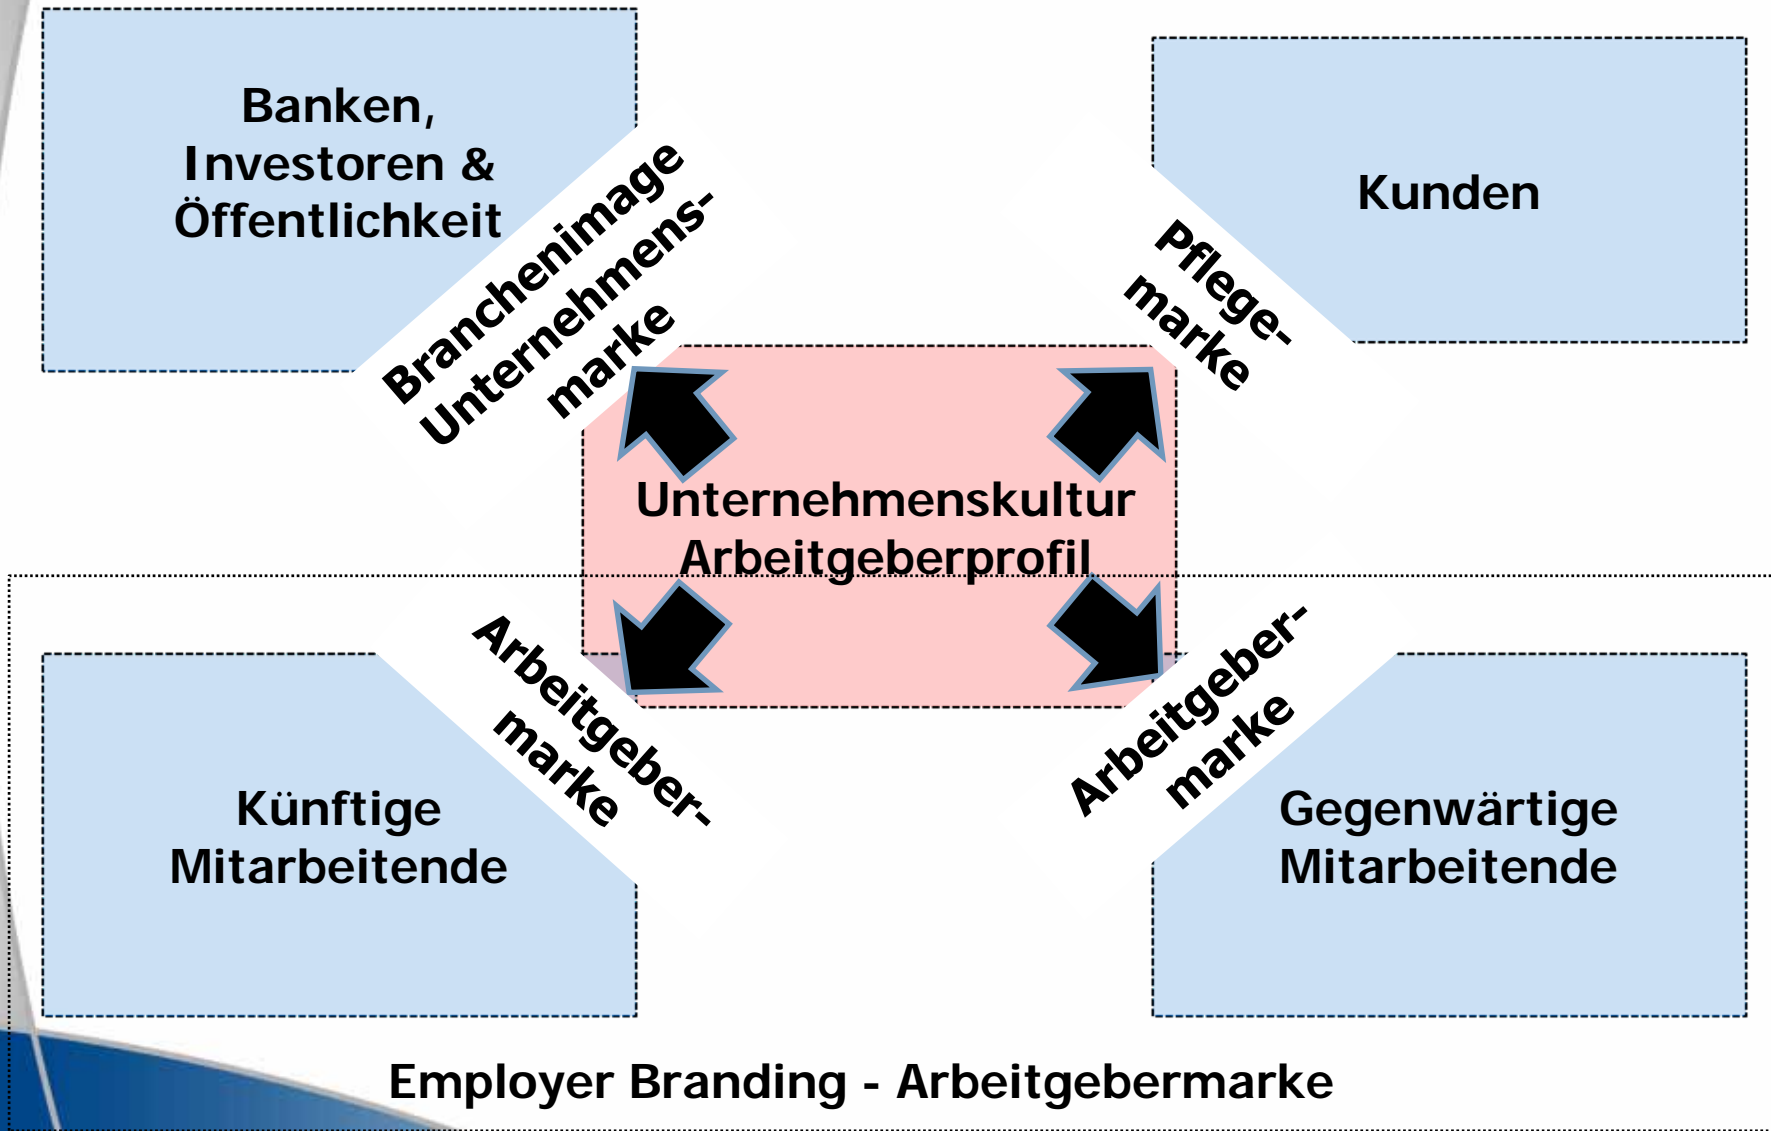 Banken,
Investoren &
Öffentlichkeit
Branchenimage
Unternehmens-
marke
Kunden
Pflege-
marke
Unternehmenskultur
Arbeitgeberprofil
Arbeitgeber-
marke
Künftige
Mitarbeitende
Arbeitgeber-
marke
Gegenwärtige
Mitarbeitende
Employer Branding - Arbeitgebermarke